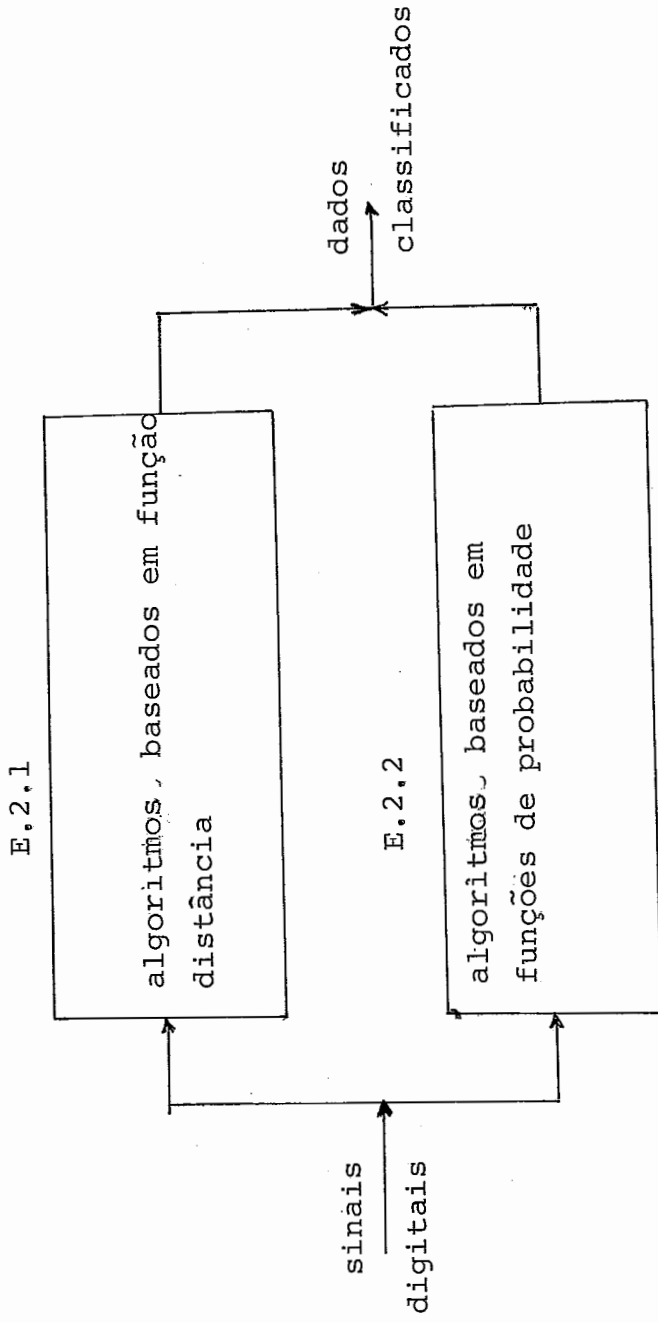 E.2.1
algoritmos, baseados em função
distância
E.2.2
algoritmos, baseados em
funções de probabilidade
sinais
digitais
dados
classificados